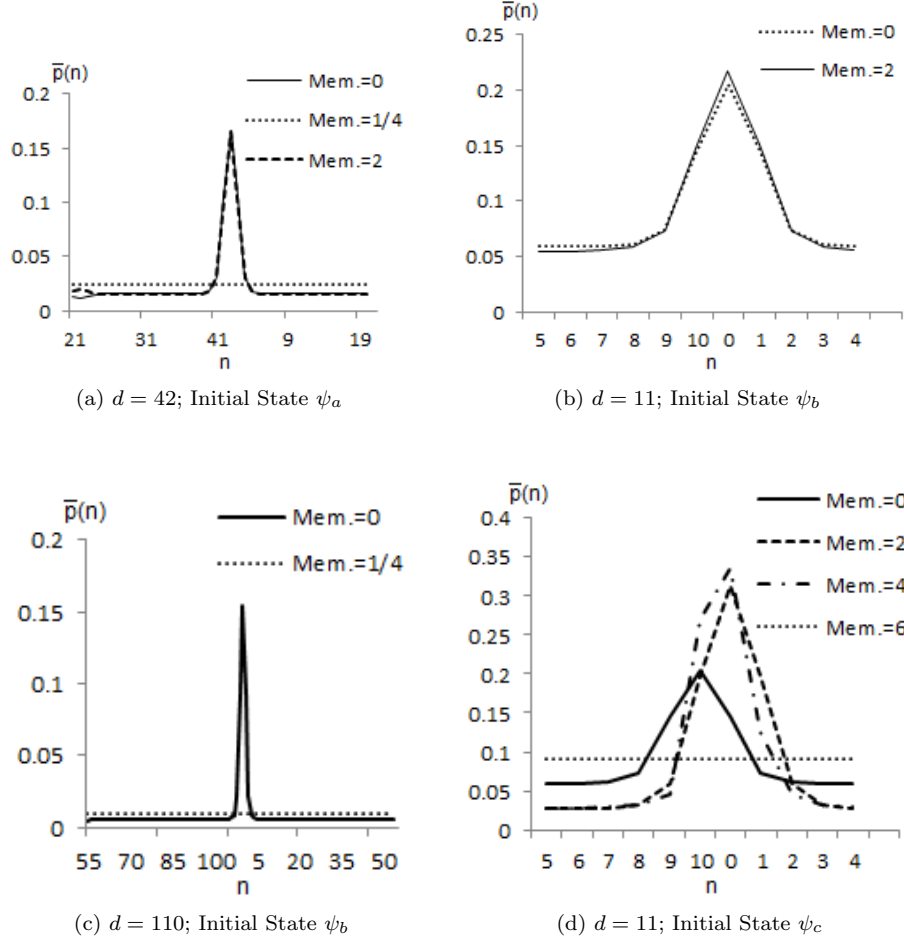 p̅(n)
Mem.=0
Mem.=1/4
Mem.=2
0.2
0.15
0.1
0.05
0
21 31 41 9 19
n
(a) d = 42; Initial State ψa
p̅(n)
Mem.=0
Mem.=2
0.25
0.2
0.15
0.1
0.05
0
5 6 7 8 9 10 0 1 2 3 4
n
(b) d = 11; Initial State ψb
p̅(n)
Mem.=0
Mem.=1/4
0.2
0.15
0.1
0.05
0
55 70 85 100 5 20 35 50
n
(c) d = 110; Initial State ψb
p̅(n)
Mem.=0
Mem.=2
Mem.=4
Mem.=6
0.4
0.35
0.3
0.25
0.2
0.15
0.1
0.05
0
5 6 7 8 9 10 0 1 2 3 4
n
(d) d = 11; Initial State ψc